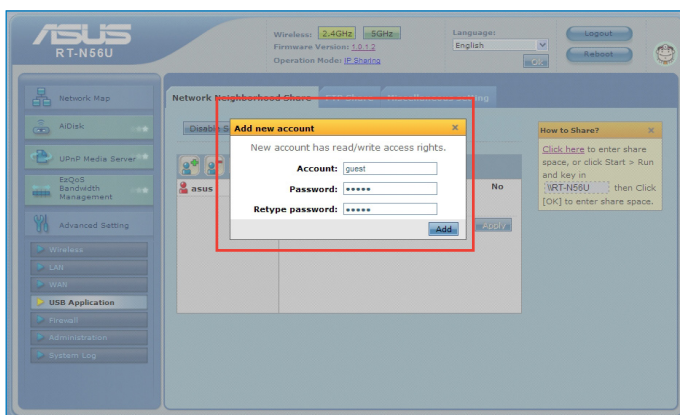 ASUS
RT-N56U
Wireless: 2.4GHz 5GHz
Firmware Version: 1.0.1.2
Operation Mode: IP Sharing
Language:
English
OK
Logout
Reboot
Network Map
AiDisk
UPnP Media Server
EzQoS
Bandwidth
Management
Advanced Setting
Wireless
LAN
WAN
USB Application
Firewall
Administration
System Log
Network Neighborhood Share
Disable S
asus
No
Apply
Add new account ×
New account has read/write access rights.
Account: guest
Password: •••••
Retype password: •••••
Add
How to Share? ×
Click here to enter share
space, or click Start > Run
and key in
\\RT-N56U then Click
[OK] to enter share space.